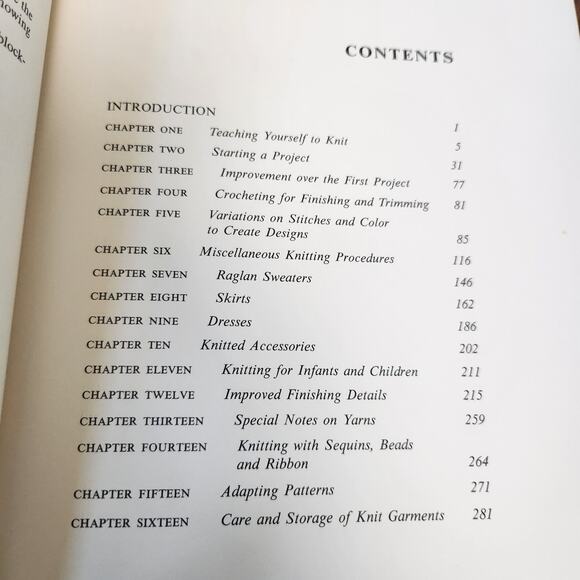 the
block-
CONTENTS
INTRODUCTION 1
CHAPTER ONE Teaching Yourself to Knit 5
CHAPTER TWO Starting a Project 31
CHAPTER THREE Improvement over the First Project 77
CHAPTER FOUR Crocheting for Finishing and Trimming 81
CHAPTER FIVE Variations on Stitches and Color
to Create Designs 85
CHAPTER SIX Miscellaneous Knitting Procedures 116
CHAPTER SEVEN Raglan Sweaters 146
CHAPTER EIGHT Skirts 162
CHAPTER NINE Dresses 186
CHAPTER TEN Knitted Accessories 202
CHAPTER ELEVEN Knitting for Infants and Children 211
CHAPTER TWELVE Improved Finishing Details 215
CHAPTER THIRTEEN Special Notes on Yarns 259
CHAPTER FOURTEEN Knitting with Sequins, Beads
and Ribbon 264
CHAPTER FIFTEEN Adapting Patterns 271
CHAPTER SIXTEEN Care and Storage of Knit Garments 281